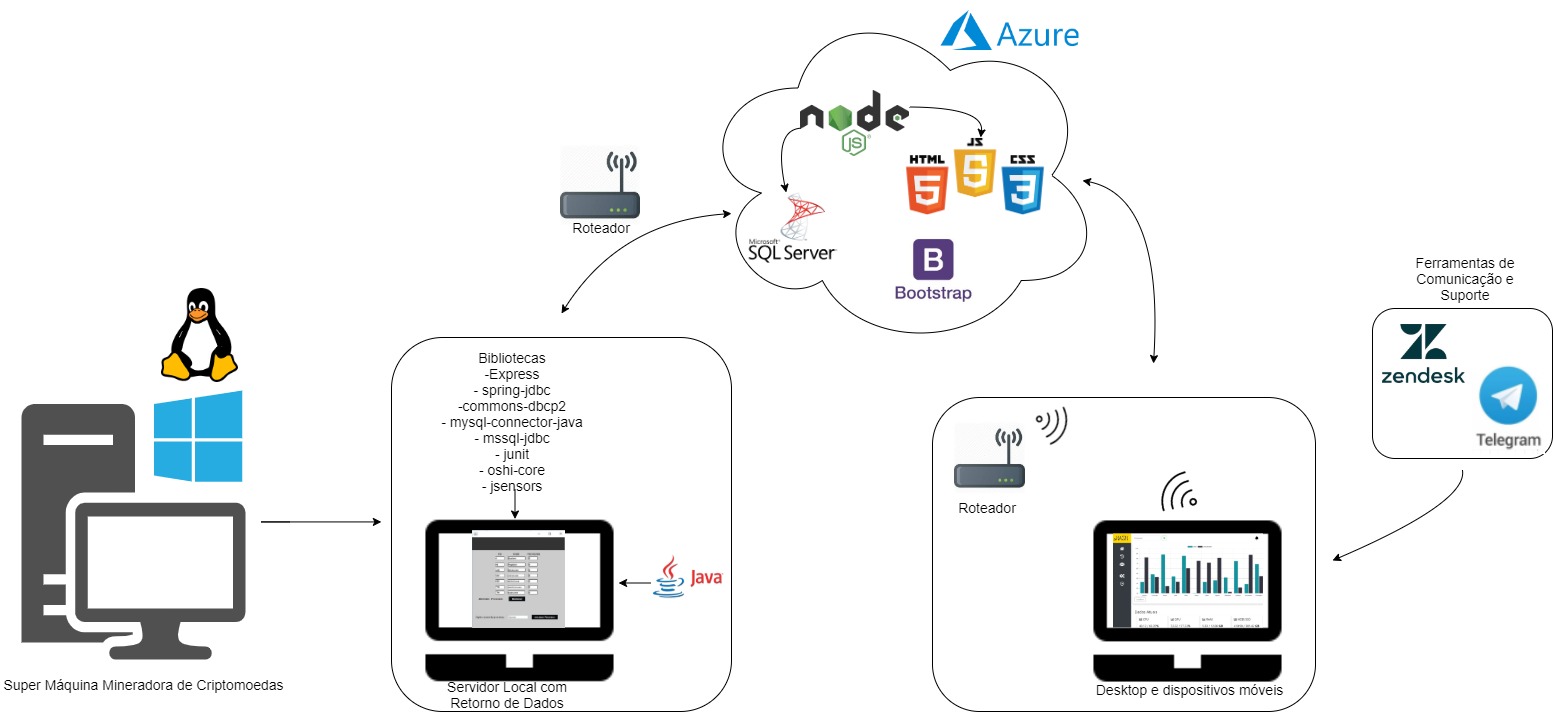 Azure
node
JS
HTML
5
JS
5
CSS
3
Roteador
Microsoft
SQL Server
B
Bootstrap
Ferramentas de
Comunicação e
Suporte
zendesk
Telegram
Bibliotecas
-Express
- spring-jdbc
-commons-dbcp2
- mysql-connector-java
- mssql-jdbc
- junit
- oshi-core
- jsensors
Java
Roteador
Super Máquina Mineradora de Criptomoedas
Servidor Local com
Retorno de Dados
Desktop e dispositivos móveis